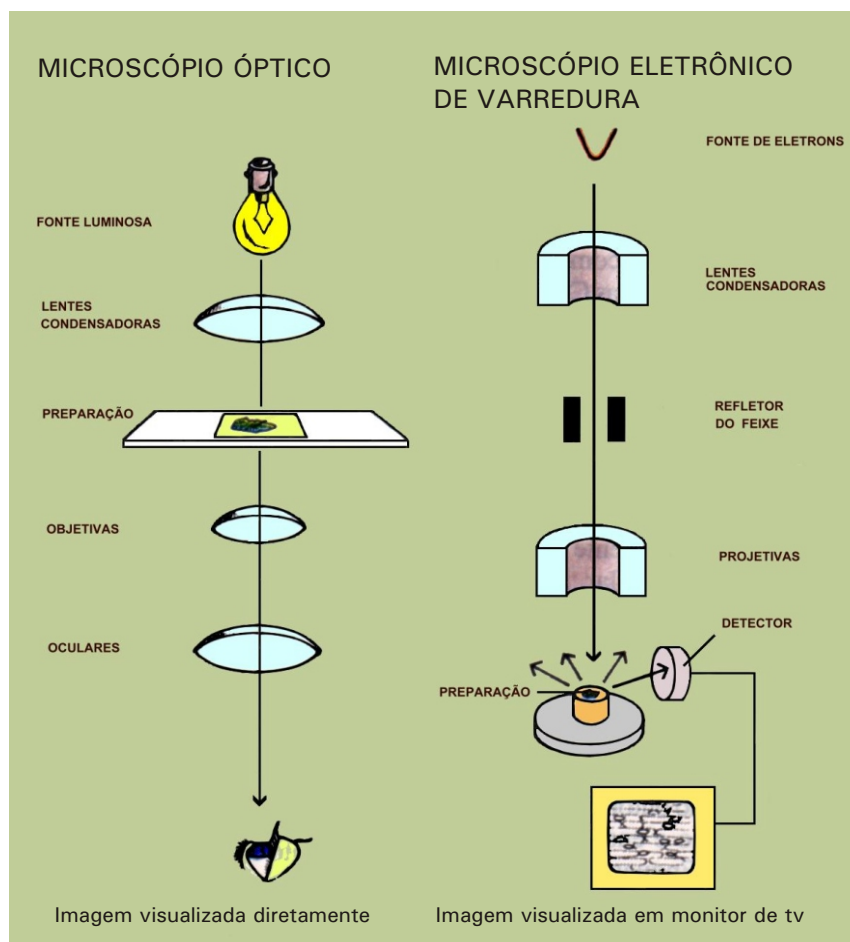 MICROSCÓPIO ÓPTICO
FONTE LUMINOSA
LENTES
CONDENSADORAS
PREPARAÇÃO
OBJETIVAS
OCULARES
Imagem visualizada diretamente
MICROSCÓPIO ELETRÔNICO
DE VARREDURA
FONTE DE ELETRONS
LENTES
CONDENSADORAS
REFLETOR
DO FEIXE
PROJETIVAS
DETECTOR
PREPARAÇÃO
Imagem visualizada em monitor de tv